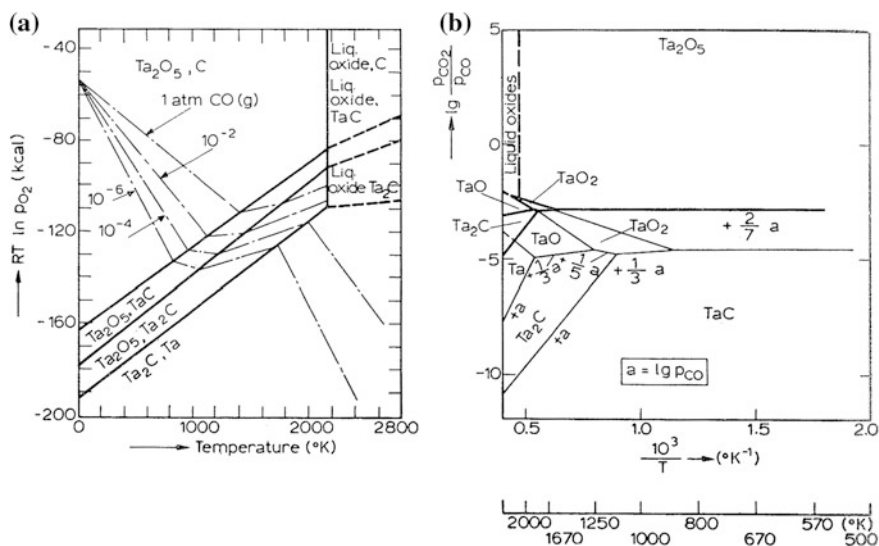 (a)
-40
-80
-120
-160
-200
RT ln pO2 (kcal)
Ta2O5, C
1 atm CO (g)
10-2
10-6
10-4
Liq. oxide, C
Liq. oxide, TaC
Liq. oxide Ta2C
Ta2O5, TaC
Ta2O5, Ta2C
Ta2C, Ta
0
1200
2000
2800
Temperature (°K)
(b)
lg pCO2/pCO
5
0
-5
-10
Ta2O5
Liquid oxides
TaO
TaO2
Ta2C
TaO
TaO2
+ 2/7 a
Ta
+ 1/3 a
+ 1/5 a
+ 1/3 a
+a
Ta2C
+a
TaC
a = lg pCO
0.5
1.0
1.5
2.0
10^3/T (°K-1)
2000
1250
800
570 (°K)
1670
1000
670
500